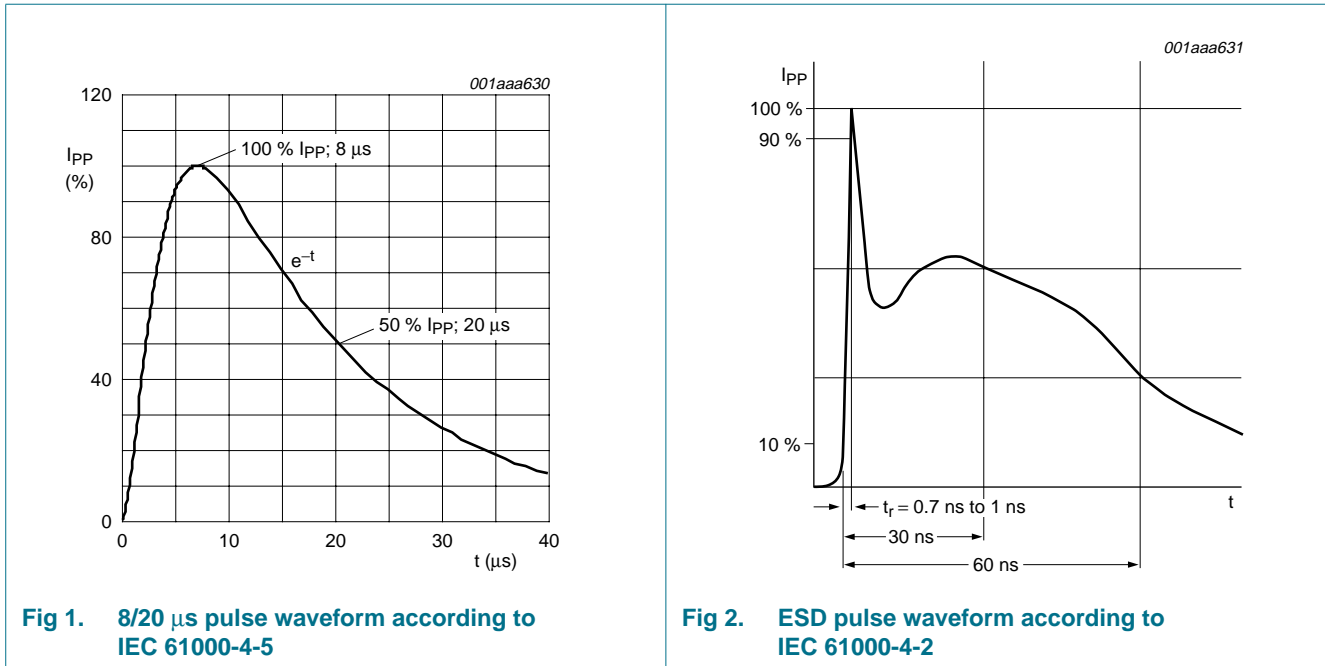 001aaa630
120
IPP
(%)
100 % IPP; 8 μs
80
e–t
50 % IPP; 20 μs
40
0
0 10 20 30 40
t (μs)
Fig 1. 8/20 μs pulse waveform according to
IEC 61000-4-5
001aaa631
IPP
100 %
90 %
10 %
t
tr = 0.7 ns to 1 ns
30 ns
60 ns
Fig 2. ESD pulse waveform according to
IEC 61000-4-2